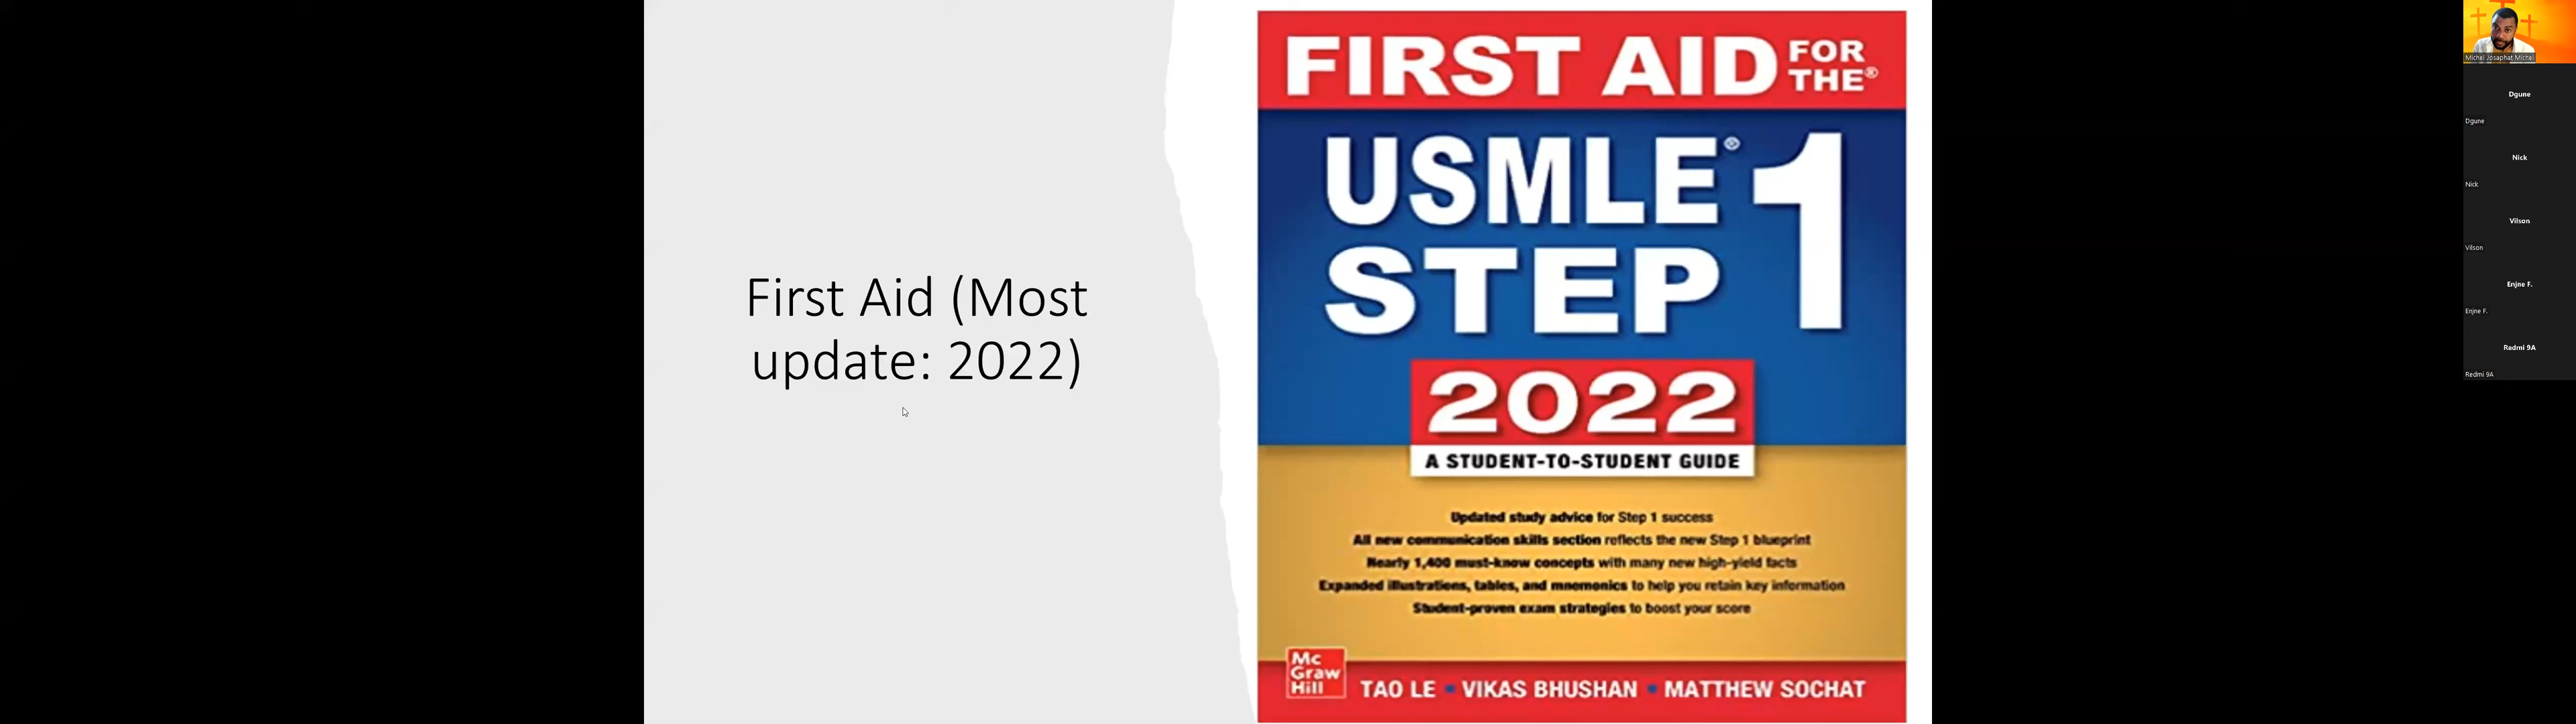 First Aid (Most
update: 2022)
FIRST AID FOR
THE®
USMLE® 1
STEP
2022
A STUDENT-TO-STUDENT GUIDE
Updated study advice for Step 1 success
All new communication skills section reflects the new Step 1 blueprint
Nearly 1,400 must-know concepts with many new high-yield facts
Expanded illustrations, tables, and mnemonics to help you retain key information
Student-proven exam strategies to boost your score
Mc
Graw
Hill
TAO LE • VIKAS BHUSHAN • MATTHEW SOCHAT
Michel Josaphat Michel
Dgune
Dgune
Nick
Nick
Vilson
Vilson
Enjne F.
Enjne F.
Redmi 9A
Redmi 9A